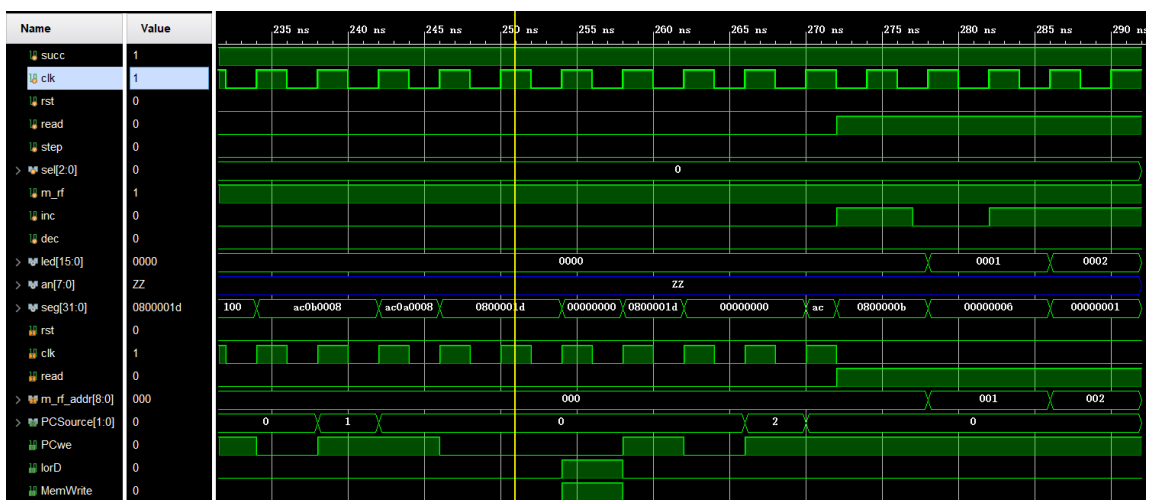 Name Value 235 ns 240 ns 245 ns 250 ns 255 ns 260 ns 265 ns 270 ns 275 ns 280 ns 285 ns 290 ns
succ 1
clk 1
rst 0
read 0
step 0
sel[2:0] 0 0
m_rf 1
inc 0
dec 0
led[15:0] 0000 0000 0001 0002
an[7:0] ZZ ZZ
seg[31:0] 0800001d 100 ac0b0008 ac0a0008 0800001d 00000000 0800001d 00000000 ac 0800000b 00000006 00000001
rst 0
clk 1
read 0
m_rf_addr[8:0] 000 000 001 002
PCSource[1:0] 0 0 1 0 2 0
PCwe 0
IorD 0
MemWrite 0